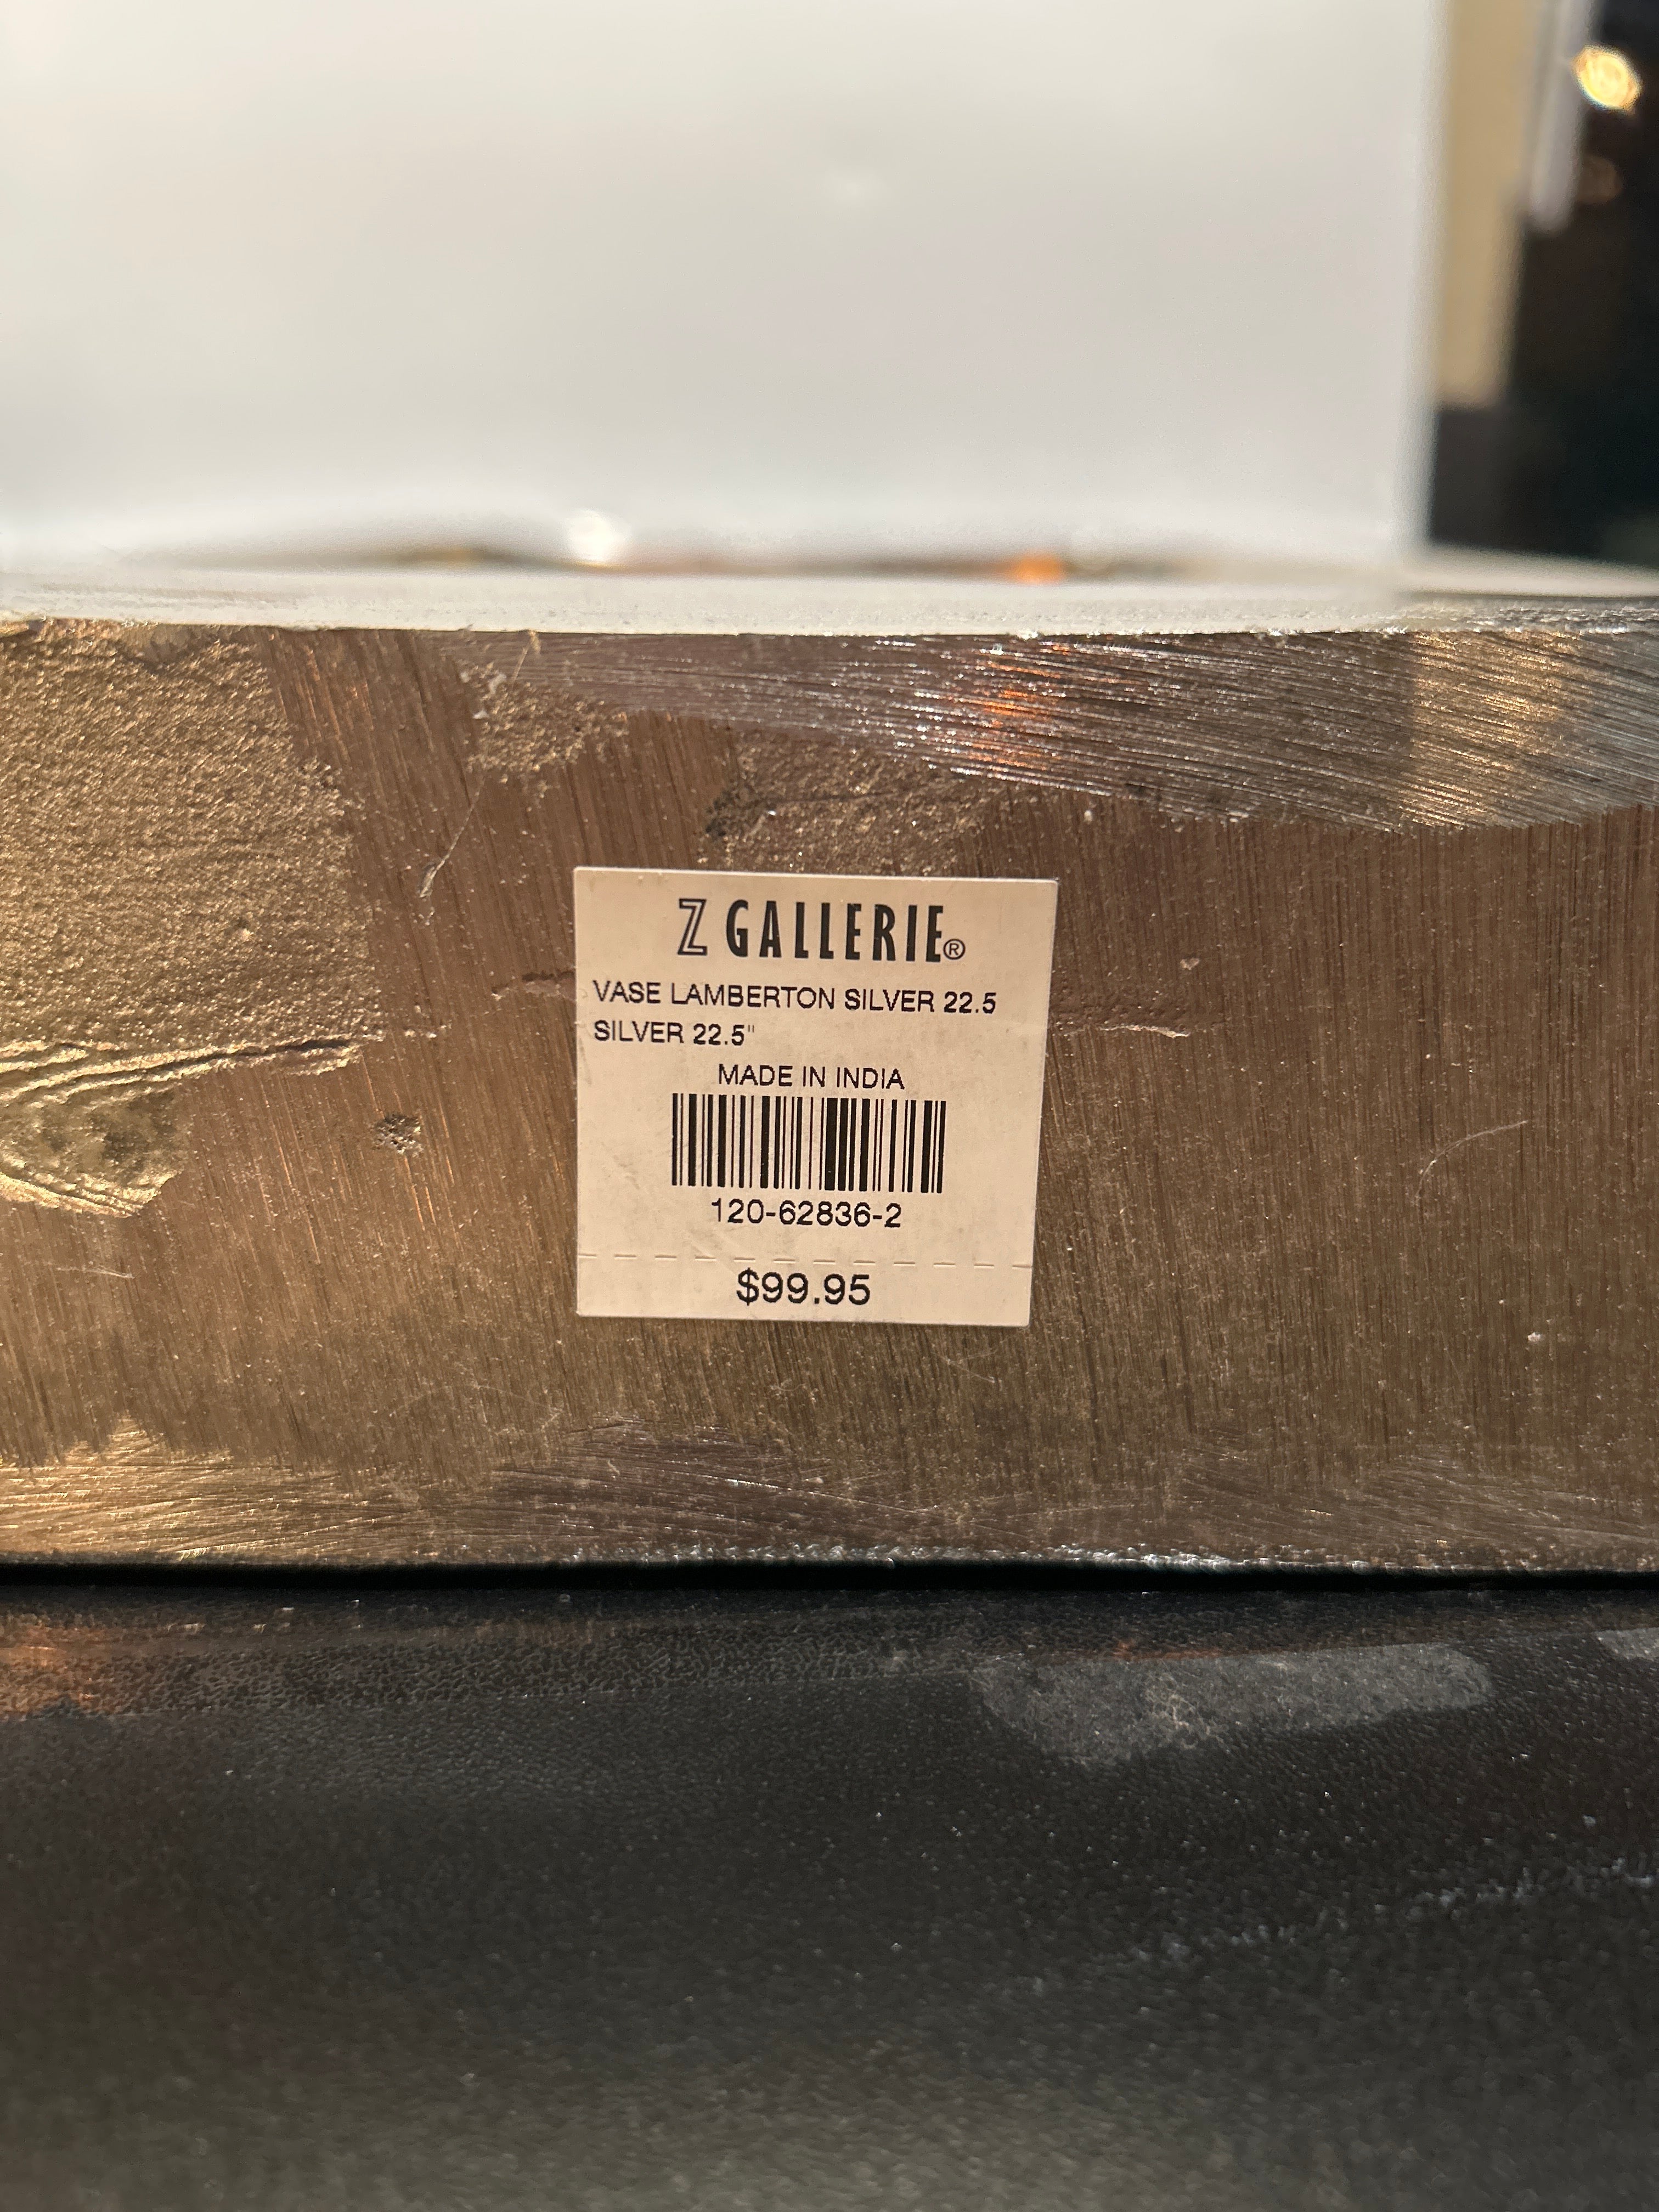 Z GALLERIE®
VASE LAMBERTON SILVER 22.5
SILVER 22.5"
MADE IN INDIA
120-62836-2
$99.95